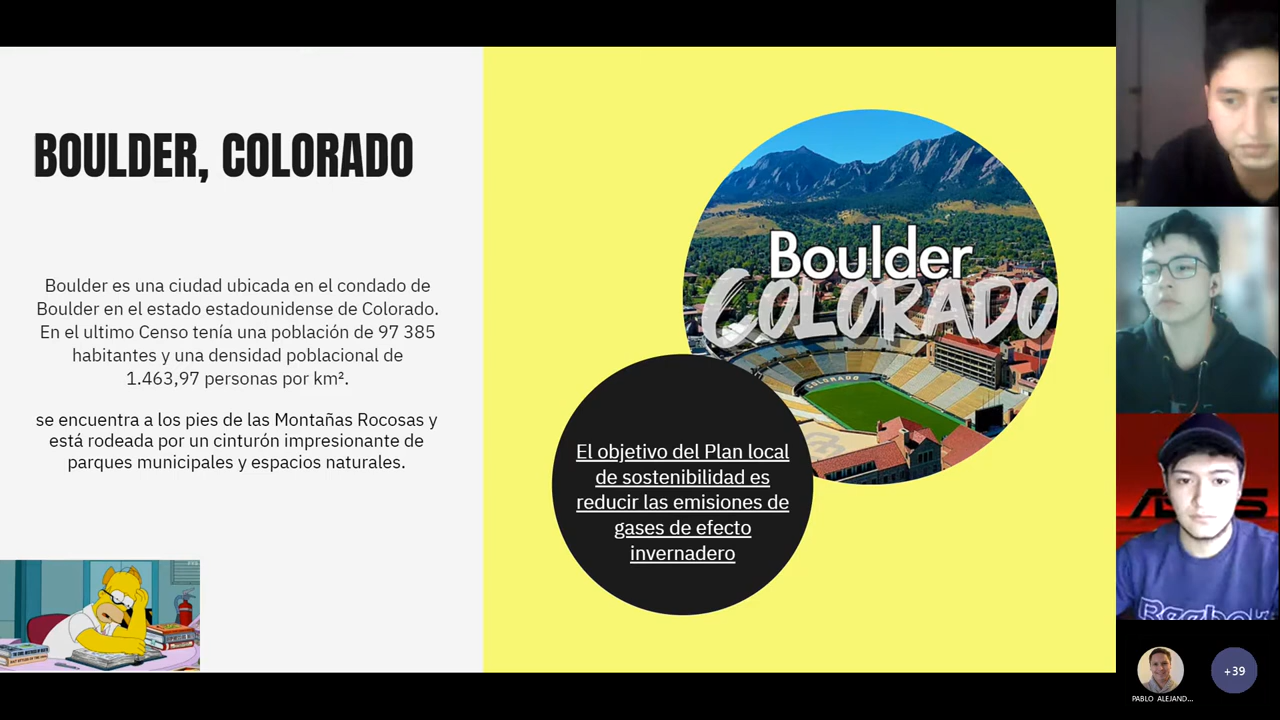 BOULDER, COLORADO
Boulder es una ciudad ubicada en el condado de
Boulder en el estado estadounidense de Colorado.
En el ultimo Censo tenía una población de 97 385
habitantes y una densidad poblacional de
1.463,97 personas por km².
se encuentra a los pies de las Montañas Rocosas y
está rodeada por un cinturón impresionante de
parques municipales y espacios naturales.
Boulder
COLORADO
COLORADO
El objetivo del Plan local
de sostenibilidad es
reducir las emisiones de
gases de efecto
invernadero
Reebok
PABLO ALEJAND...
+39